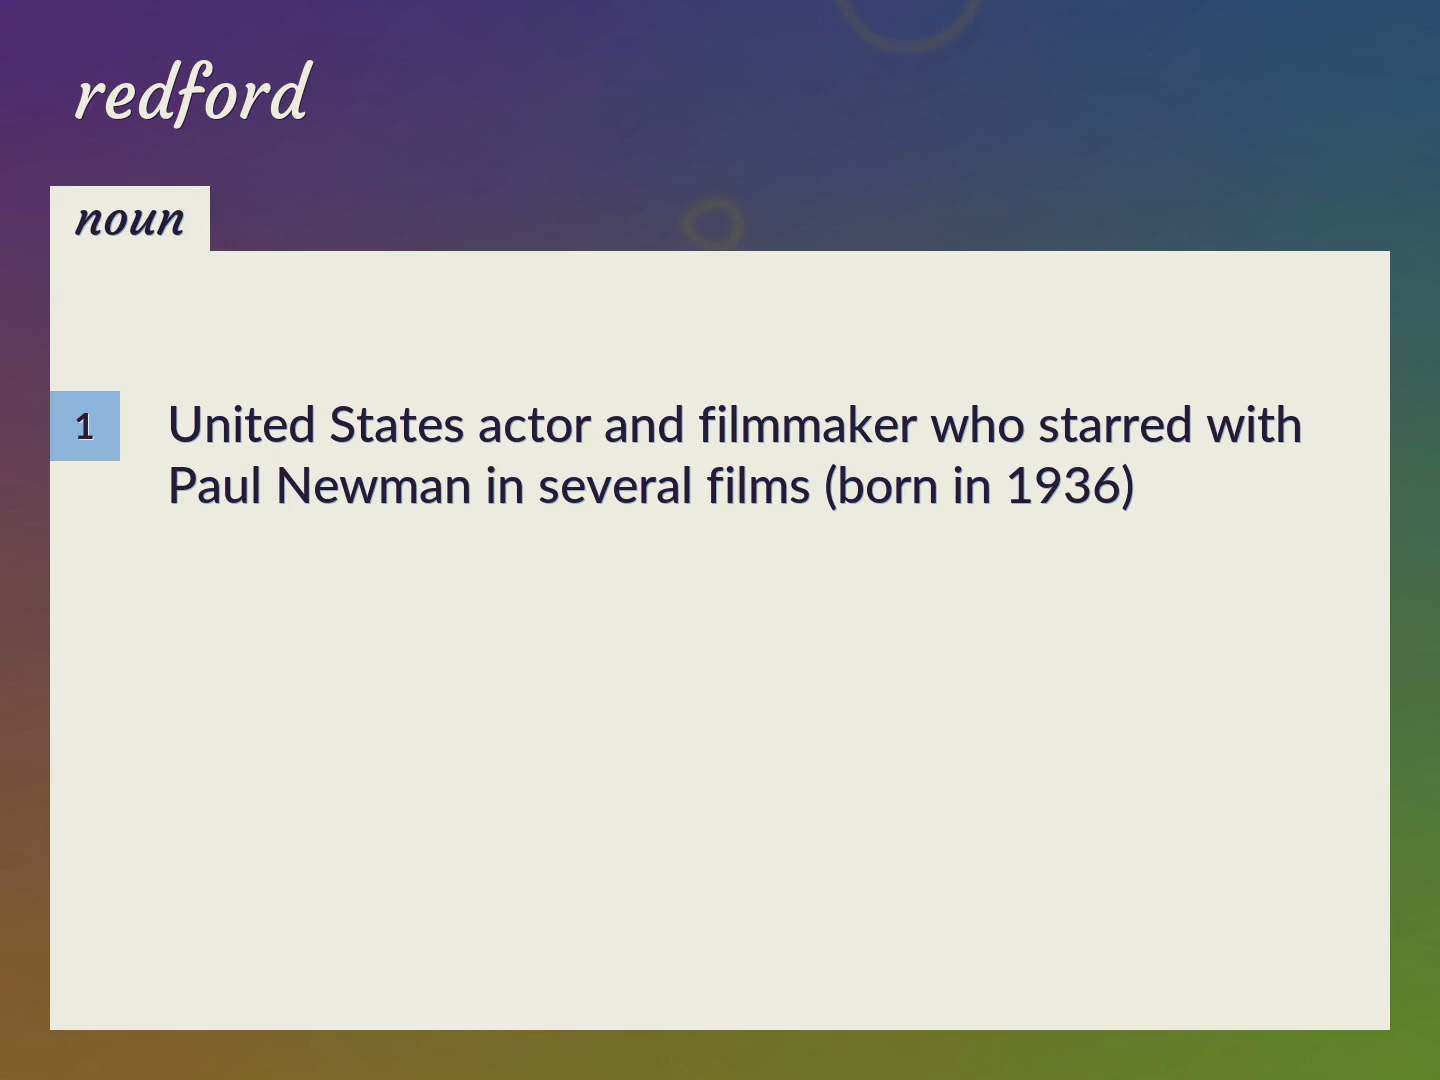 redford
noun
1
United States actor and filmmaker who starred with
Paul Newman in several films (born in 1936)